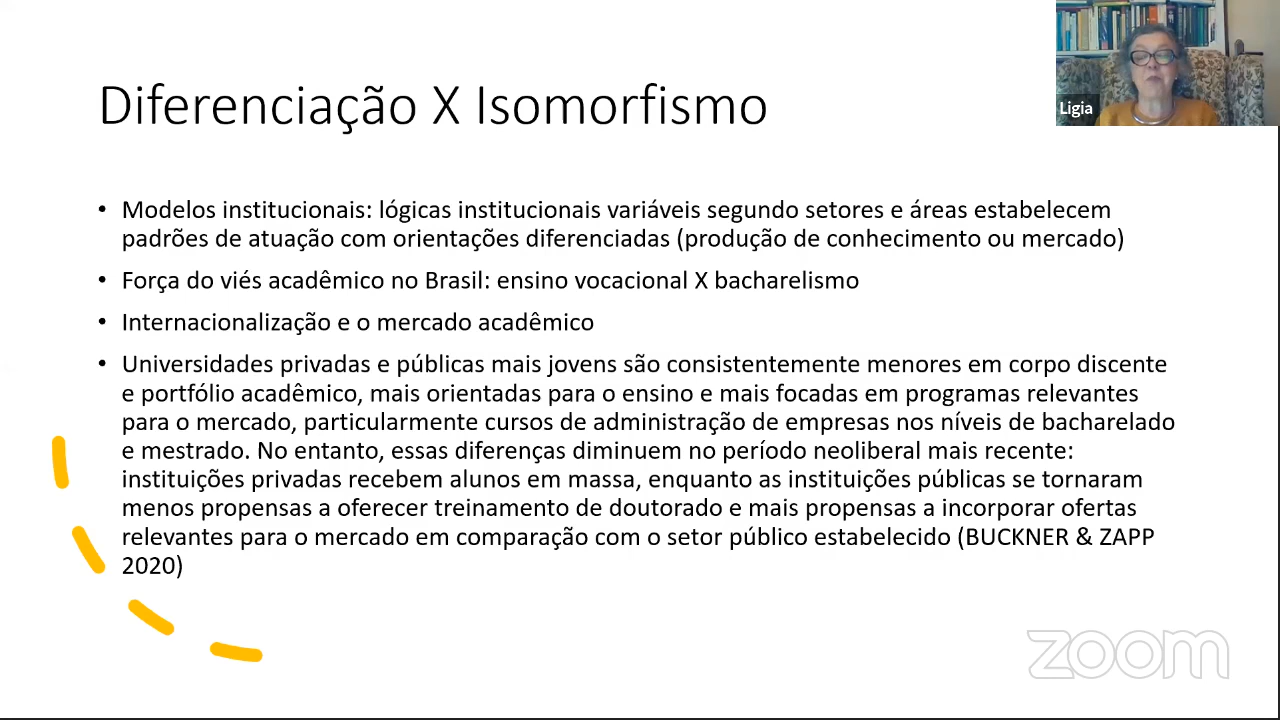 Diferenciação X Isomorfismo
Ligia
• Modelos institucionais: lógicas institucionais variáveis segundo setores e áreas estabelecem
padrões de atuação com orientações diferenciadas (produção de conhecimento ou mercado)
• Força do viés acadêmico no Brasil: ensino vocacional X bacharelismo
• Internacionalização e o mercado acadêmico
• Universidades privadas e públicas mais jovens são consistentemente menores em corpo discente
e portfólio acadêmico, mais orientadas para o ensino e mais focadas em programas relevantes
para o mercado, particularmente cursos de administração de empresas nos níveis de bacharelado
e mestrado. No entanto, essas diferenças diminuem no período neoliberal mais recente:
instituições privadas recebem alunos em massa, enquanto as instituições públicas se tornaram
menos propensas a oferecer treinamento de doutorado e mais propensas a incorporar ofertas
relevantes para o mercado em comparação com o setor público estabelecido (BUCKNER & ZAPP
2020)
zoom